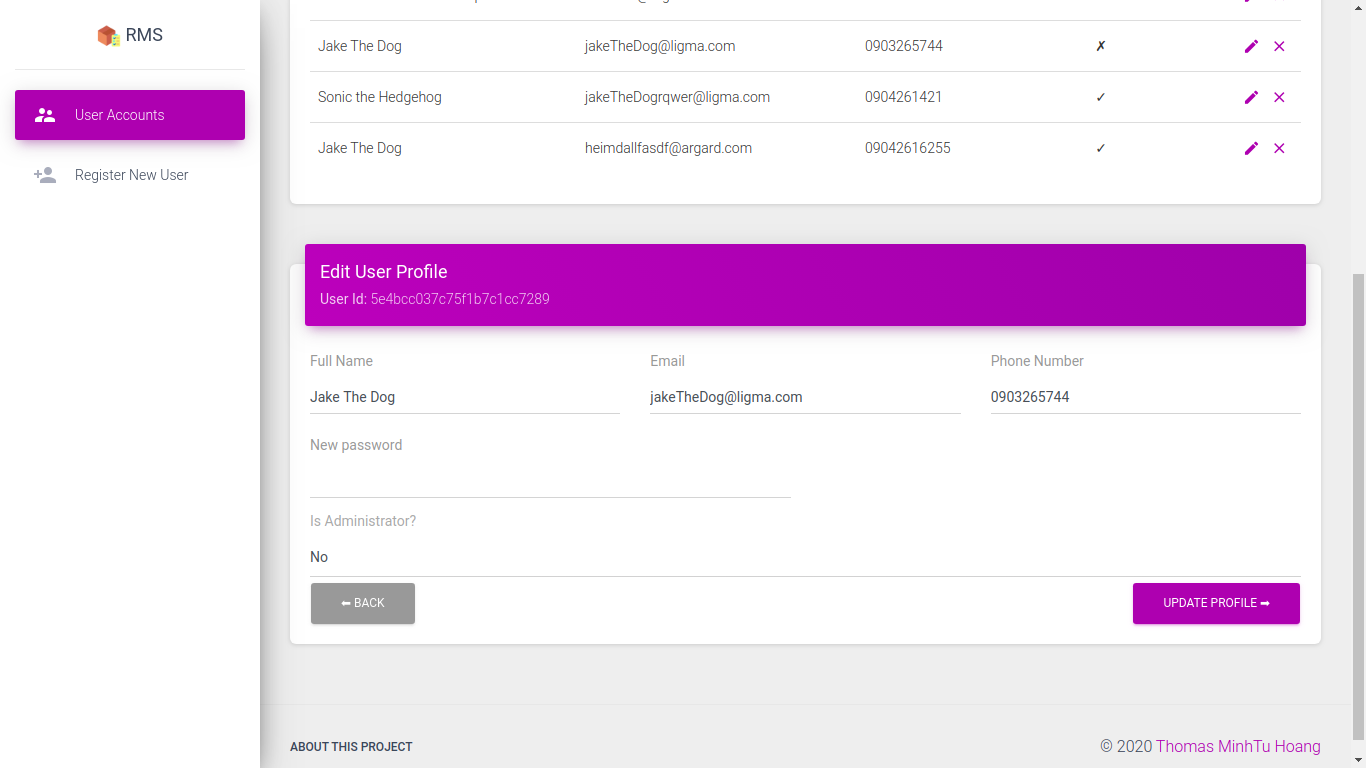 RMS
User Accounts
Register New User
Jake The Dog jakeTheDog@ligma.com 0903265744 ✗
Sonic the Hedgehog jakeTheDogrqwer@ligma.com 0904261421 ✓
Jake The Dog heimdallfasdf@argard.com 09042616255 ✓
Edit User Profile
User Id: 5e4bcc037c75f1b7c1cc7289
Full Name Email Phone Number
Jake The Dog jakeTheDog@ligma.com 0903265744
New password
Is Administrator?
No
⬅ BACK UPDATE PROFILE ➡
ABOUT THIS PROJECT © 2020 Thomas MinhTu Hoang